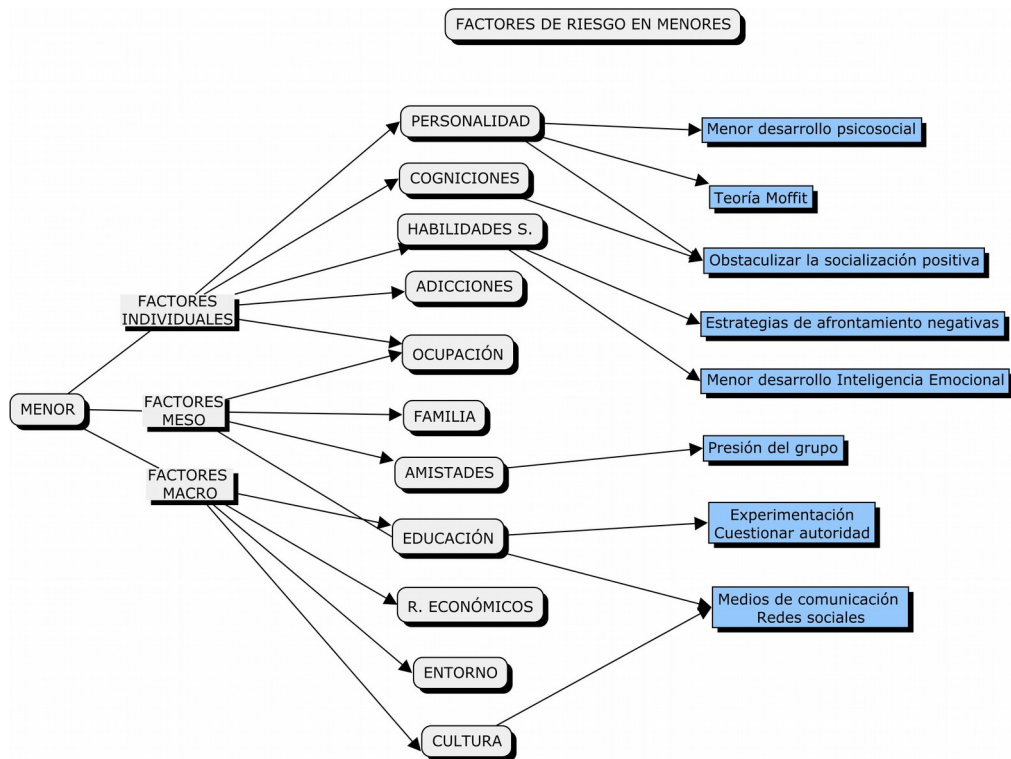 FACTORES DE RIESGO EN MENORES
MENOR
FACTORES
INDIVIDUALES
FACTORES
MESO
FACTORES
MACRO
PERSONALIDAD
COGNICIONES
HABILIDADES S.
ADICCIONES
OCUPACIÓN
FAMILIA
AMISTADES
EDUCACIÓN
R. ECONÓMICOS
ENTORNO
CULTURA
Menor desarrollo psicosocial
Teoría Moffit
Obstaculizar la socialización positiva
Estrategias de afrontamiento negativas
Menor desarrollo Inteligencia Emocional
Presión del grupo
Experimentación
Cuestionar autoridad
Medios de comunicación
Redes sociales